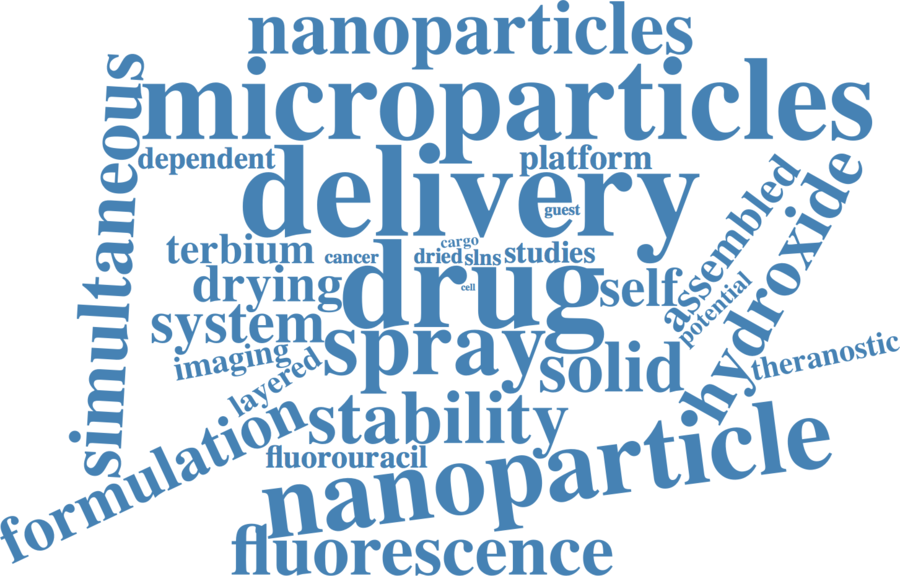 nanoparticles
microparticles
simultaneous
dependent
platform
delivery
guest
assembled
hydroxide
terbium
cancer
cargo
dried
slns
studies
drying
drug
cell
self
potential
system
spray
solid
imaging
layered
theranostic
stability
formulation
fluorouracil
nanoparticle
fluorescence